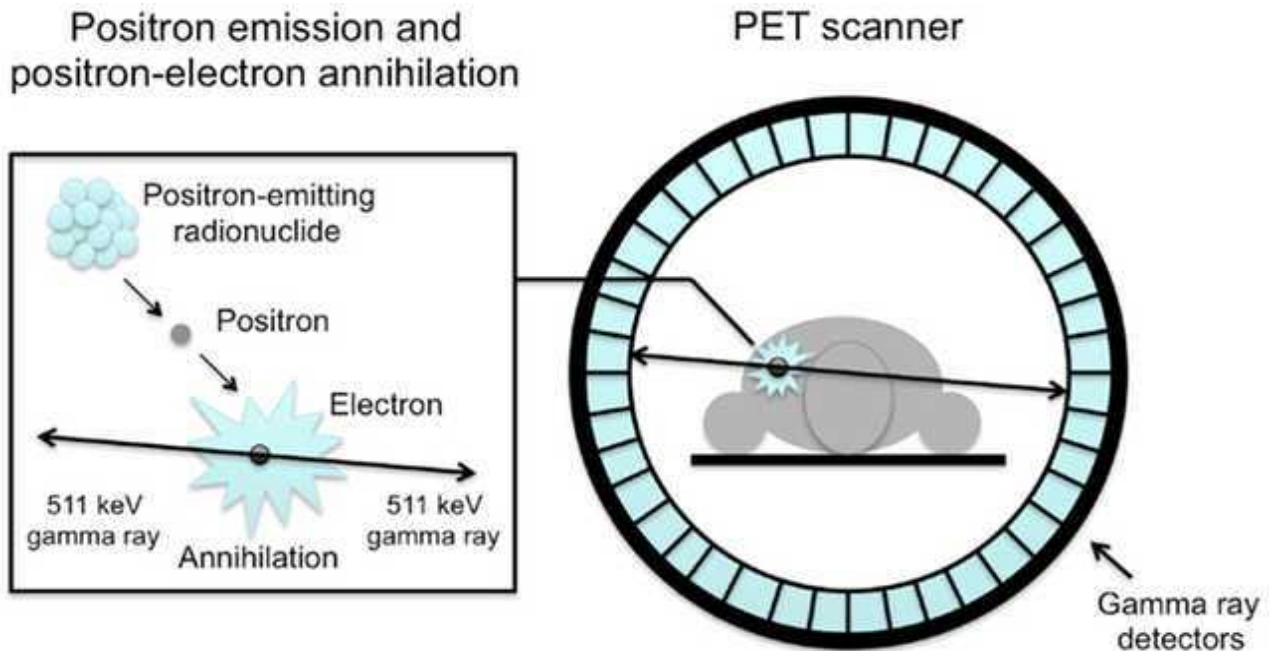 Positron emission and
positron-electron annihilation
PET scanner
Positron-emitting
radionuclide
Positron
Electron
511 keV
gamma ray
511 keV
gamma ray
Annihilation
Gamma ray
detectors